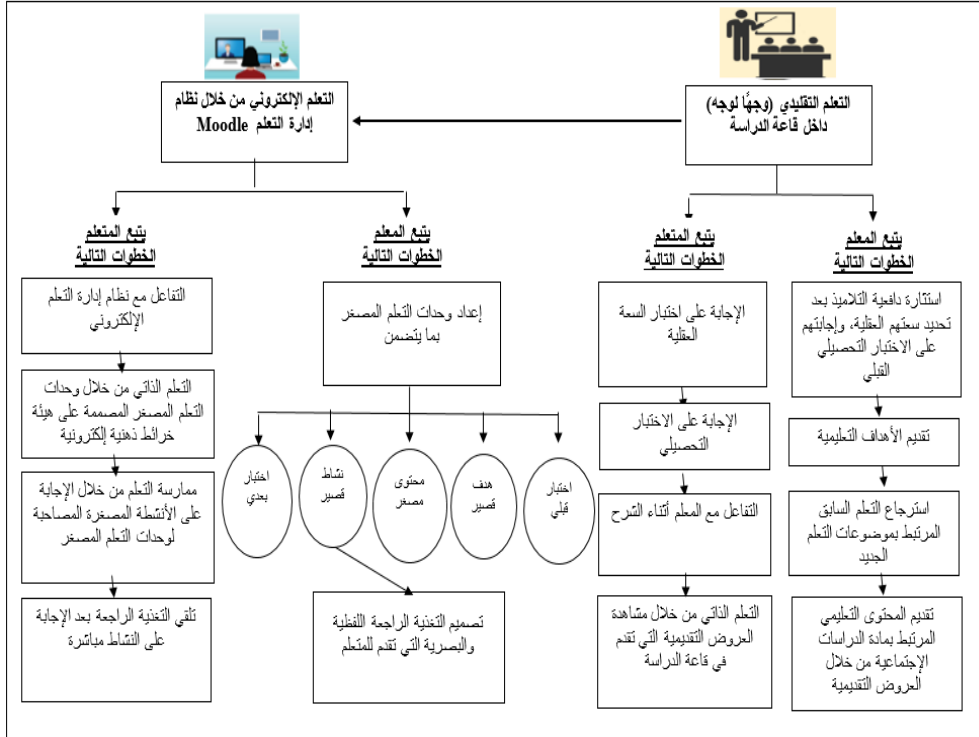 التعلم التقليدي (وجهًا لوجه)
داخل قاعة الدراسة
التعلم الإلكتروني من خلال نظام
إدارة التعلم Moodle
يتبع المعلم
الخطوات التالية
استثارة دافعية التلاميذ بعد
تحديد سعتهم العقلية، وإجابتهم
على الاختبار التحصيلي
القبلي
تقديم الأهداف التعليمية
استرجاع التعلم السابق
المرتبط بموضوعات التعلم
الجديد
تقديم المحتوى التعليمي
المرتبط بمادة الدراسات
الإجتماعية من خلال
العروض التقديمية
يتبع المتعلم
الخطوات التالية
الإجابة على اختبار السعة
العقلية
الإجابة على الاختبار
التحصيلي
التفاعل مع المعلم أثناء الشرح
التعلم الذاتي من خلال مشاهدة
العروض التقديمية التي تقدم
في قاعة الدراسة
يتبع المعلم
الخطوات التالية
إعداد وحدات التعلم المصغر
بما يتضمن
اختبار
قبلي
هدف
قصير
محتوى
مصغر
نشاط
قصير
اختبار
بعدي
تصميم التغذية الراجعة اللفظية
والبصرية التي تقدم للمتعلم
يتبع المتعلم
الخطوات التالية
التفاعل مع نظام إدارة التعلم
الإلكتروني
التعلم الذاتي من خلال وحدات
التعلم المصغر المصممة على هيئة
خرائط ذهنية إلكترونية
ممارسة التعلم من خلال الإجابة
على الأنشطة المصغرة المصاحبة
لوحدات التعلم المصغر
تلقي التغذية الراجعة بعد الإجابة
على النشاط مباشرة